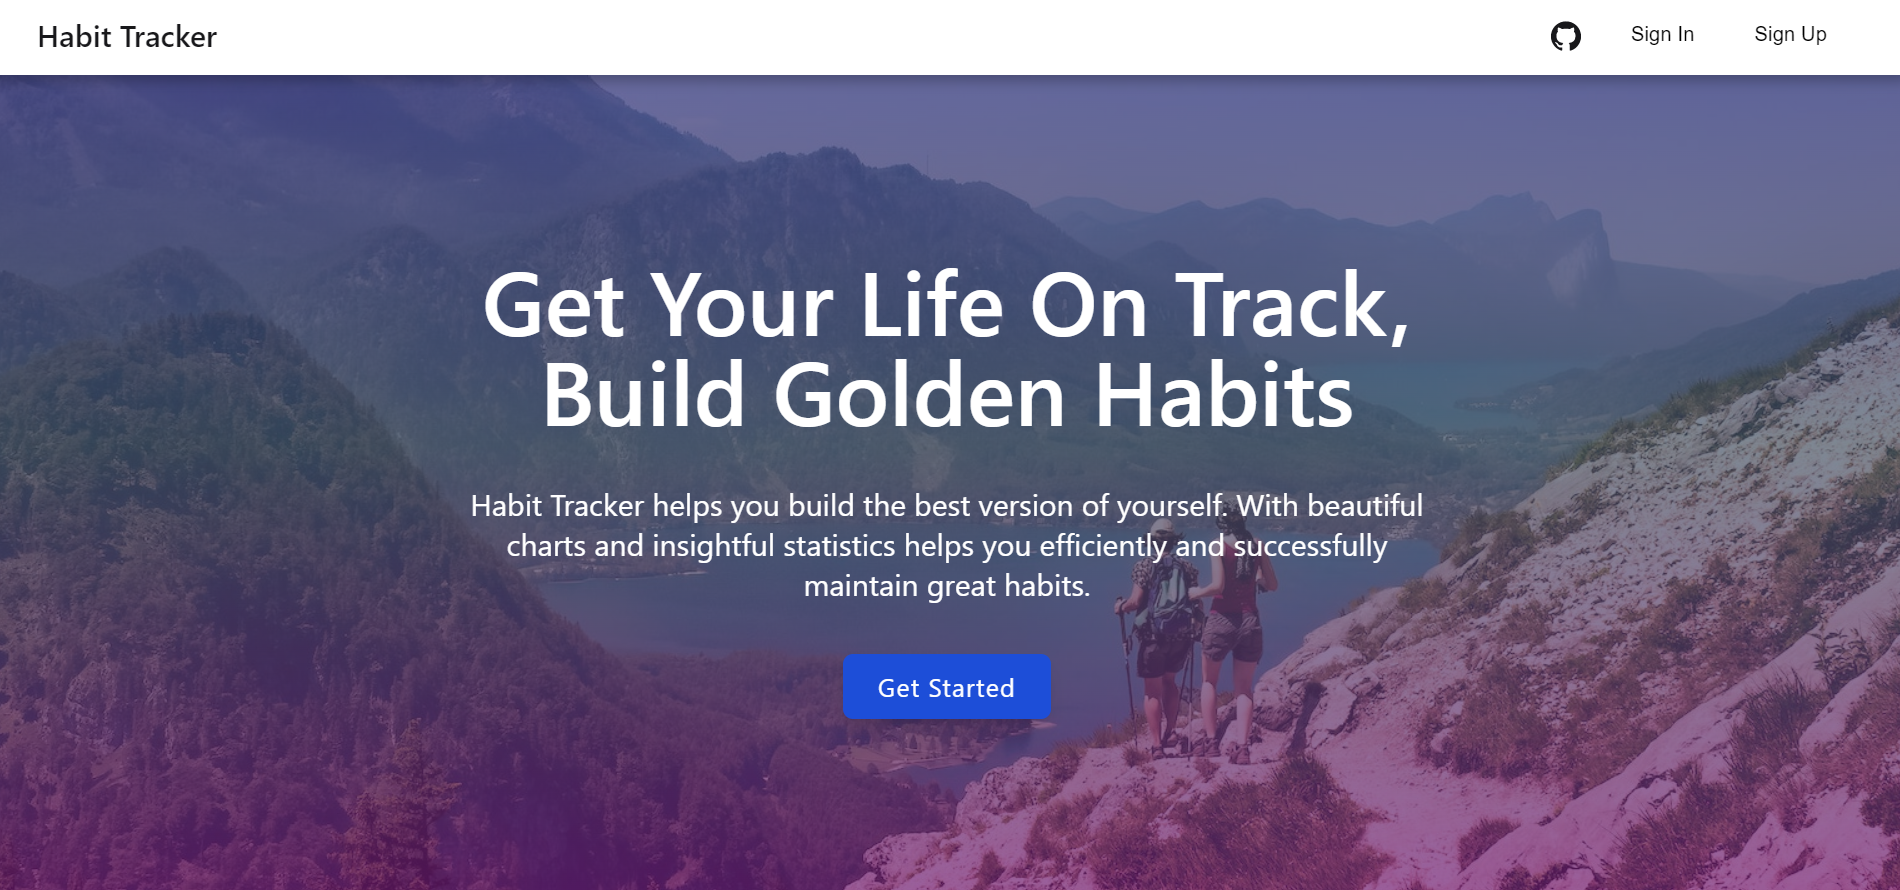 Habit Tracker
Sign In
Sign Up
Get Your Life On Track,
Build Golden Habits
Habit Tracker helps you build the best version of yourself. With beautiful
charts and insightful statistics helps you efficiently and successfully
maintain great habits.
Get Started